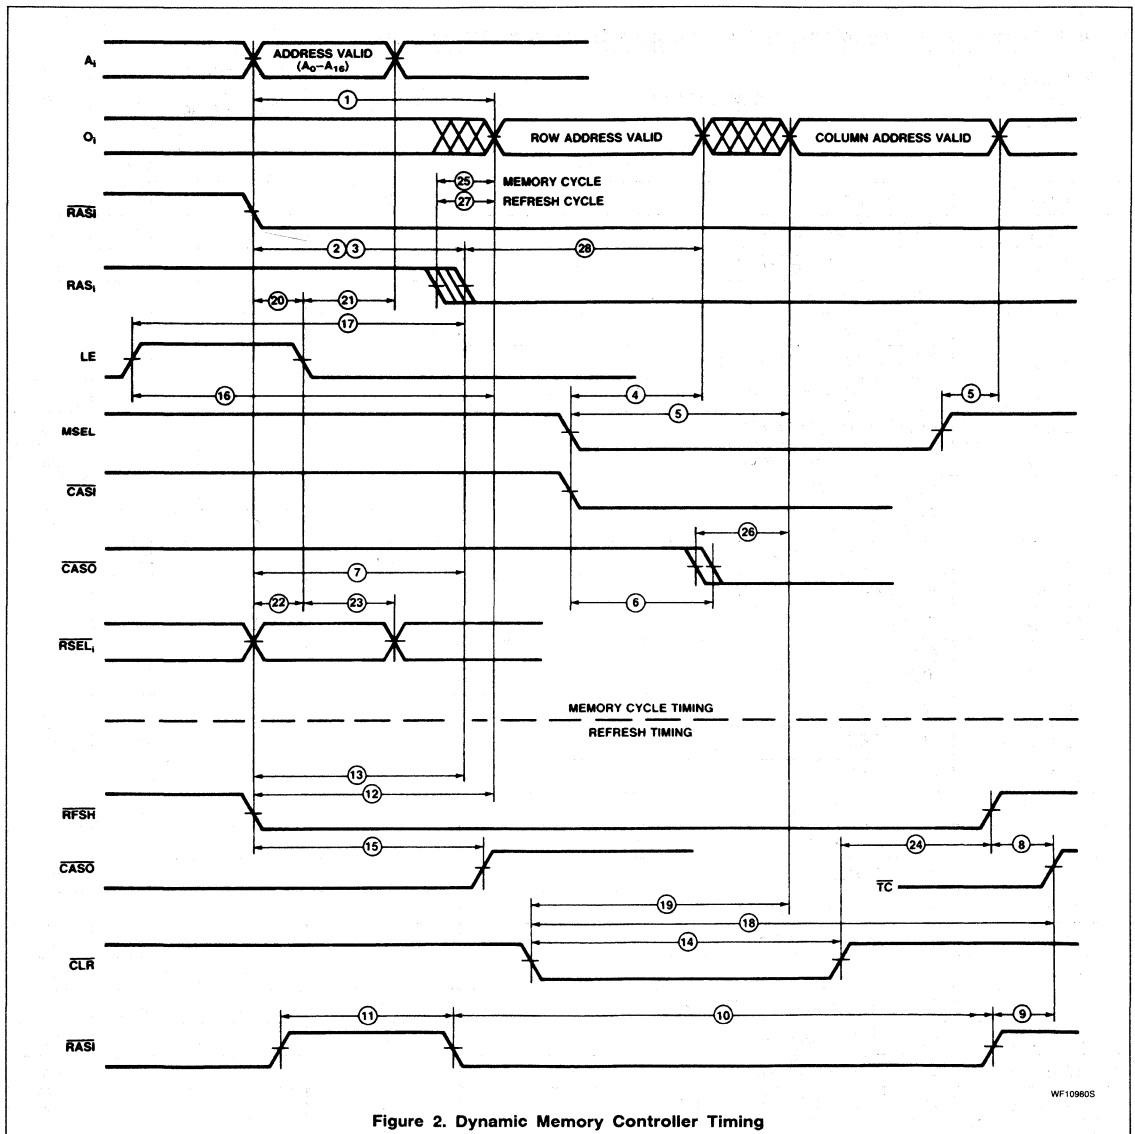 Ai
ADDRESS VALID
(A0–A16)
1
Oi
ROW ADDRESS VALID
COLUMN ADDRESS VALID
25 MEMORY CYCLE
27 REFRESH CYCLE
RASI
2 3
28
RASi
20
21
17
LE
16
4
5
5
MSEL
CASI
26
CASO
7
6
22
23
RSELi
MEMORY CYCLE TIMING
REFRESH TIMING
13
12
RFSH
15
24
8
CASO
TC
19
18
14
CLR
11
10
9
RASI
WF10980S
Figure 2. Dynamic Memory Controller Timing